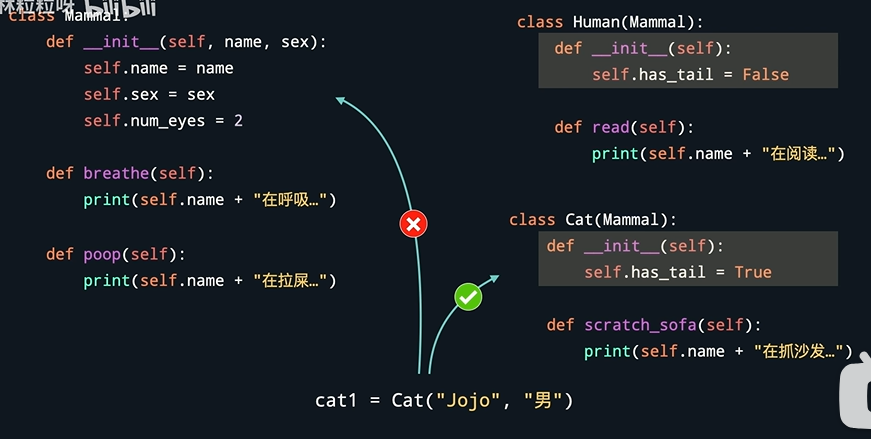 林粒粒呀 bilibili
class Mammal:
    def __init__(self, name, sex):
        self.name = name
        self.sex = sex
        self.num_eyes = 2
    def breathe(self):
        print(self.name + "在呼吸…")
    def poop(self):
        print(self.name + "在拉屎…")
class Human(Mammal):
    def __init__(self):
        self.has_tail = False
    def read(self):
        print(self.name + "在阅读…")
class Cat(Mammal):
    def __init__(self):
        self.has_tail = True
    def scratch_sofa(self):
        print(self.name + "在抓沙发…")
cat1 = Cat("Jojo", "男")